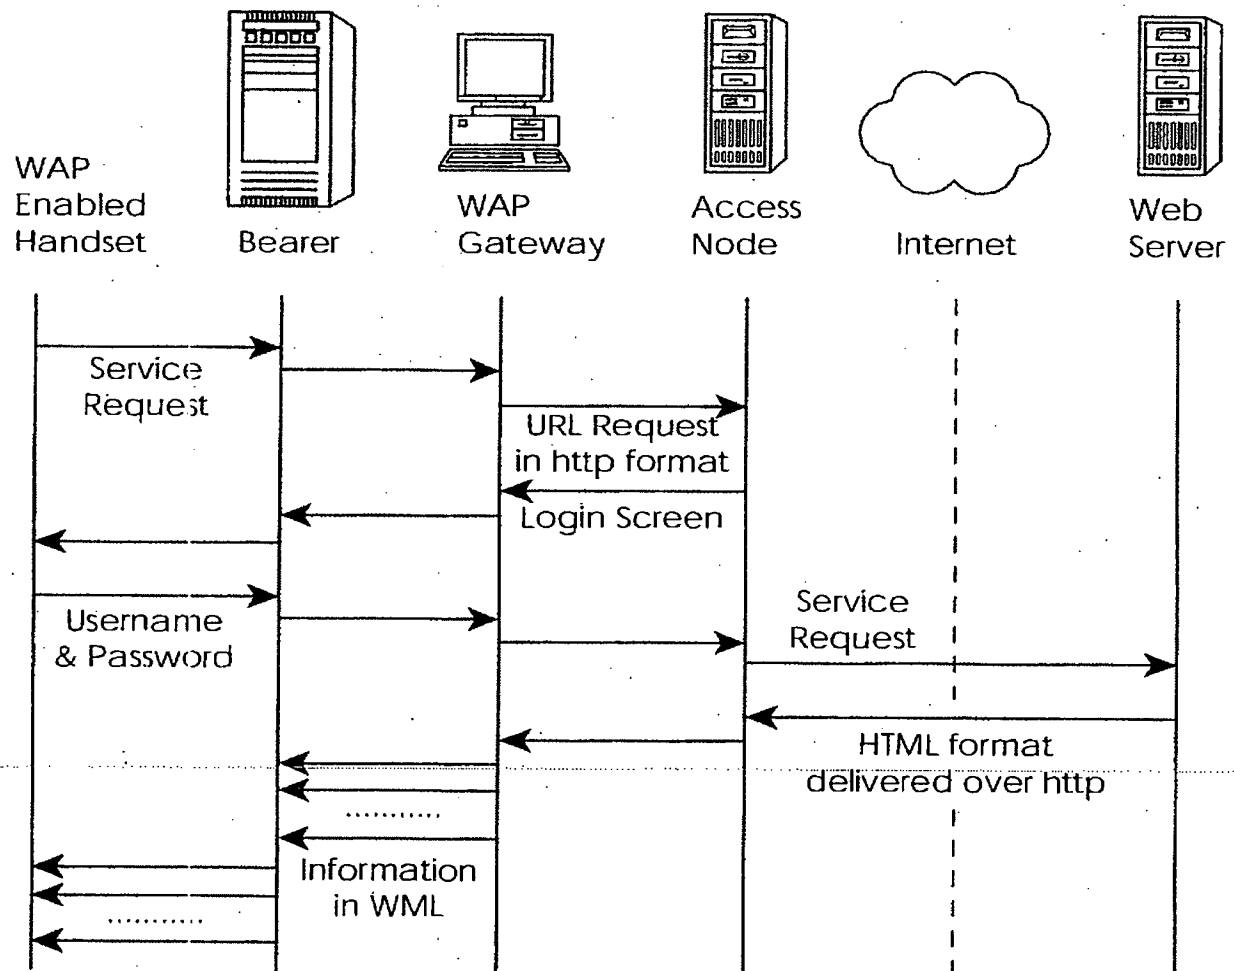 WAP
Enabled
Handset
Bearer
WAP
Gateway
Access
Node
Internet
Web
Server
Service
Request
URL Request
in http format
Login Screen
Username
& Password
Service
Request
HTML format
delivered over http
Information
in WML